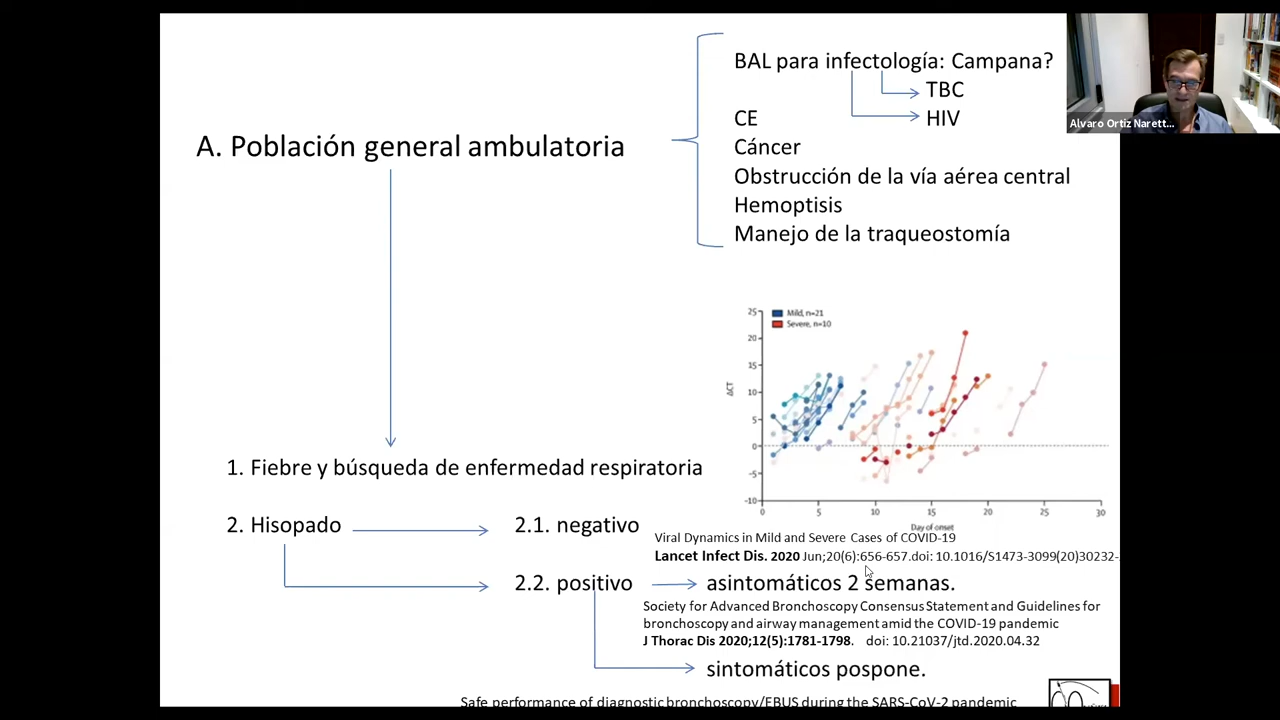 BAL para infectología: Campana?
TBC
HIV
CE
Cáncer
Obstrucción de la vía aérea central
Hemoptisis
Manejo de la traqueostomía
A. Población general ambulatoria
Alvaro Ortiz Narett...
25
20
15
10
5
0
-5
-10
ΔCT
Mild, n=21
Severe, n=10
0 5 10 15 20 25 30
Day of onset
1. Fiebre y búsqueda de enfermedad respiratoria
2. Hisopado
2.1. negativo
Viral Dynamics in Mild and Severe Cases of COVID-19
Lancet Infect Dis. 2020 Jun;20(6):656-657.doi: 10.1016/S1473-3099(20)30232-
2.2. positivo
asintomáticos 2 semanas.
Society for Advanced Bronchoscopy Consensus Statement and Guidelines for
bronchoscopy and airway management amid the COVID-19 pandemic
J Thorac Dis 2020;12(5):1781-1798. doi: 10.21037/jtd.2020.04.32
sintomáticos pospone.
Safe performance of diagnostic bronchoscopy/EBUS during the SARS-CoV-2 pandemic